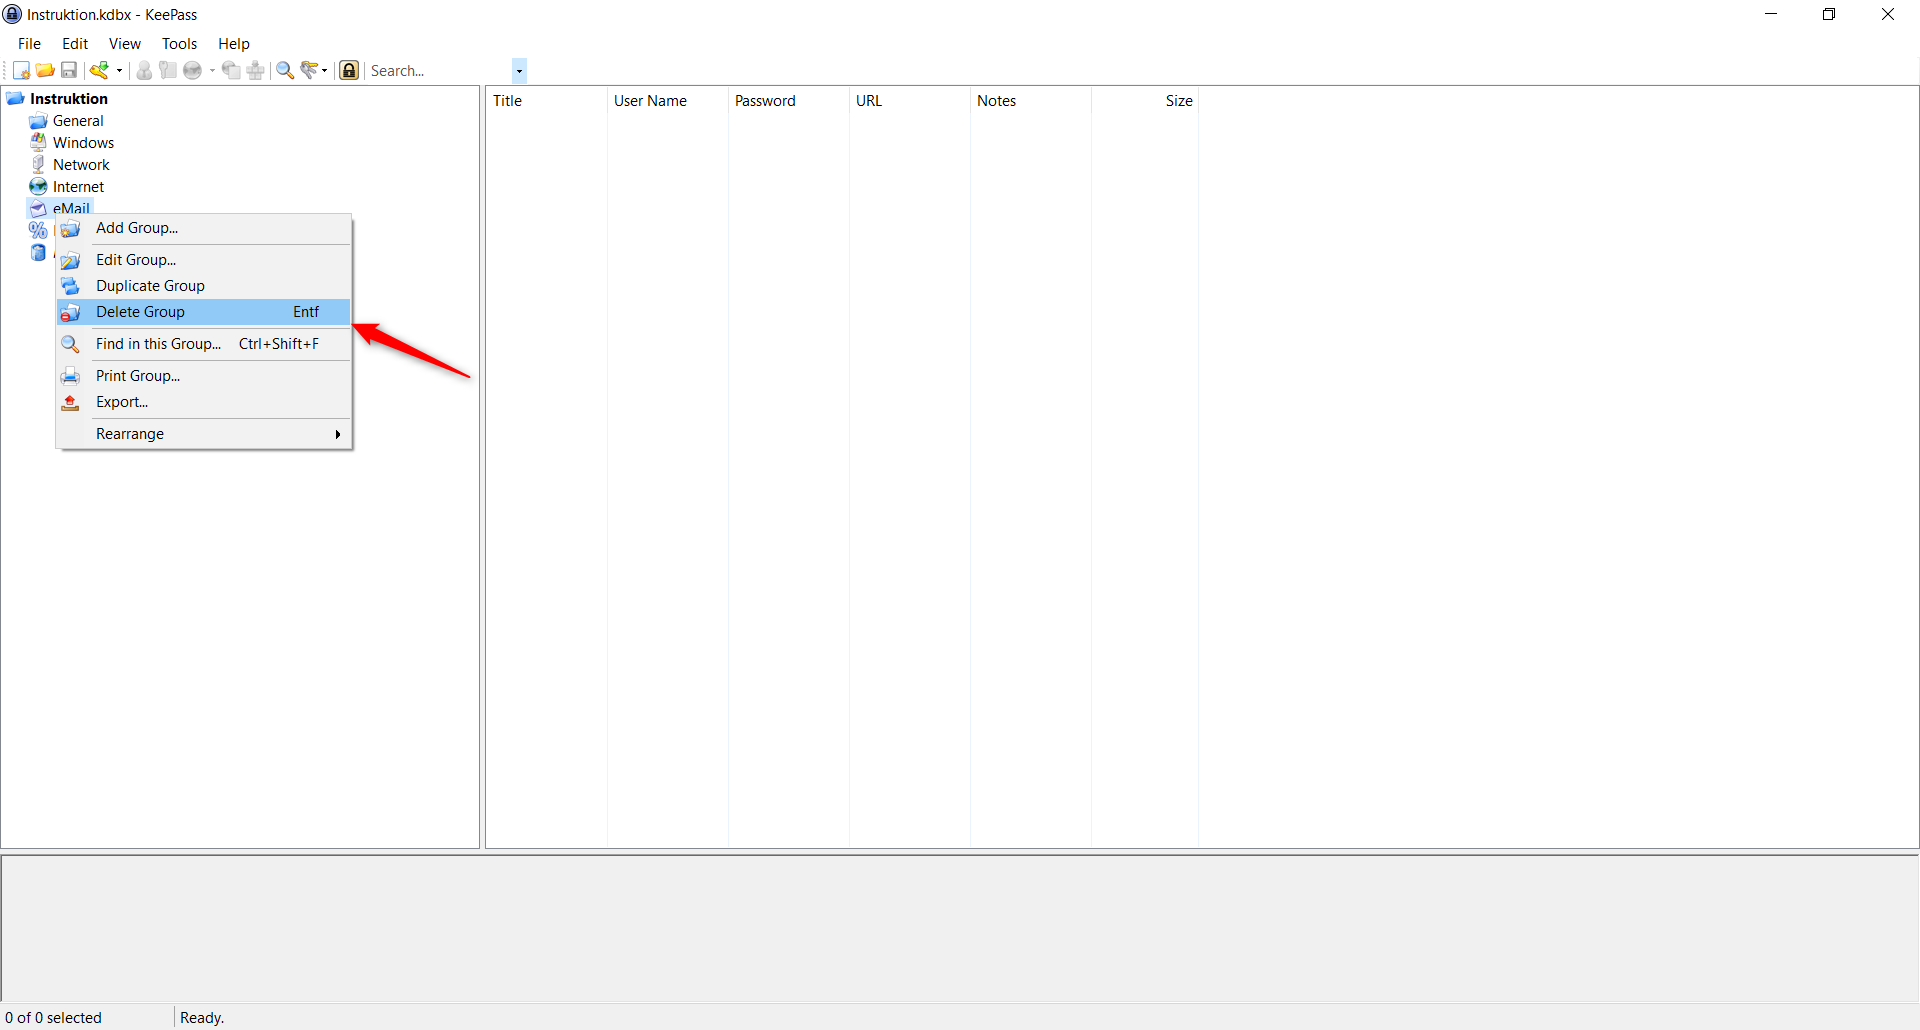 Instruktion.kdbx - KeePass
File Edit View Tools Help
Search...
Instruktion
General
Windows
Network
Internet
eMail
Add Group...
Edit Group...
Duplicate Group
Delete Group Entf
Find in this Group... Ctrl+Shift+F
Print Group...
Export...
Rearrange
Title User Name Password URL Notes Size
0 of 0 selected Ready.